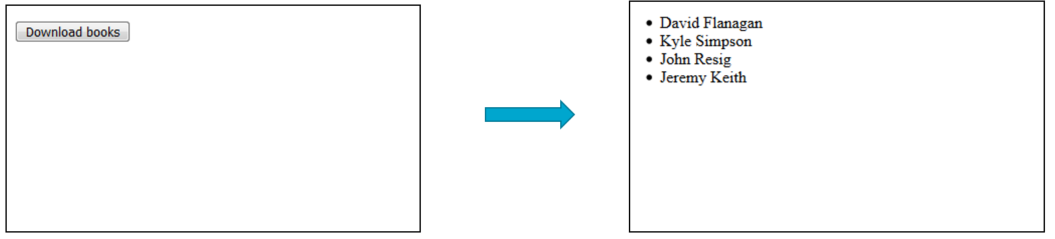 Download books
David Flanagan
Kyle Simpson
John Resig
Jeremy Keith